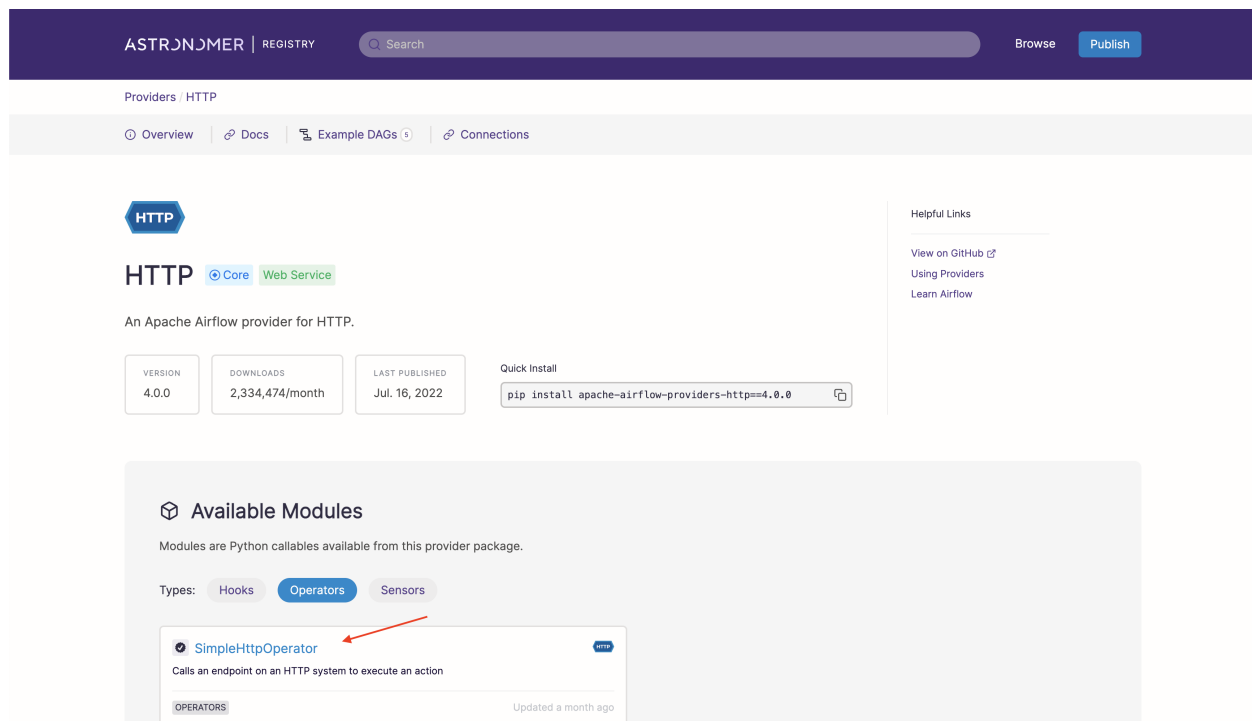 ASTRONOMER | REGISTRY Search Browse Publish
Providers / HTTP
Overview Docs Example DAGs 5 Connections
HTTP
Helpful Links
View on GitHub
Using Providers
Learn Airflow
HTTP Core Web Service
An Apache Airflow provider for HTTP.
VERSION
4.0.0
DOWNLOADS
2,334,474/month
LAST PUBLISHED
Jul. 16, 2022
Quick Install
pip install apache-airflow-providers-http==4.0.0
Available Modules
Modules are Python callables available from this provider package.
Types: Hooks Operators Sensors
SimpleHttpOperator HTTP
Calls an endpoint on an HTTP system to execute an action
OPERATORS Updated a month ago